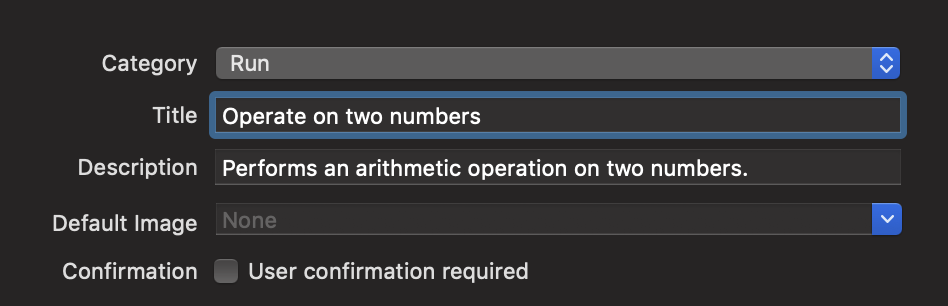 Category Run
Title Operate on two numbers
Description Performs an arithmetic operation on two numbers.
Default Image None
Confirmation User confirmation required